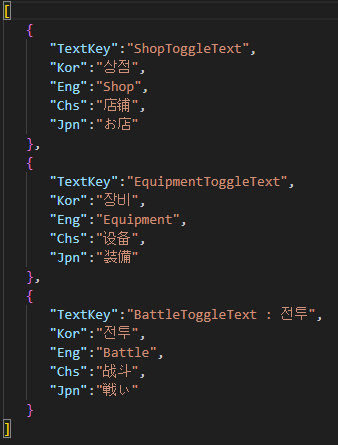 [
{
"TextKey":"ShopToggleText",
"Kor":"상점",
"Eng":"Shop",
"Chs":"店铺",
"Jpn":"お店"
},
{
"TextKey":"EquipmentToggleText",
"Kor":"장비",
"Eng":"Equipment",
"Chs":"设备",
"Jpn":"装備"
},
{
"TextKey":"BattleToggleText : 전투",
"Kor":"전투",
"Eng":"Battle",
"Chs":"战斗",
"Jpn":"戦い"
}
]